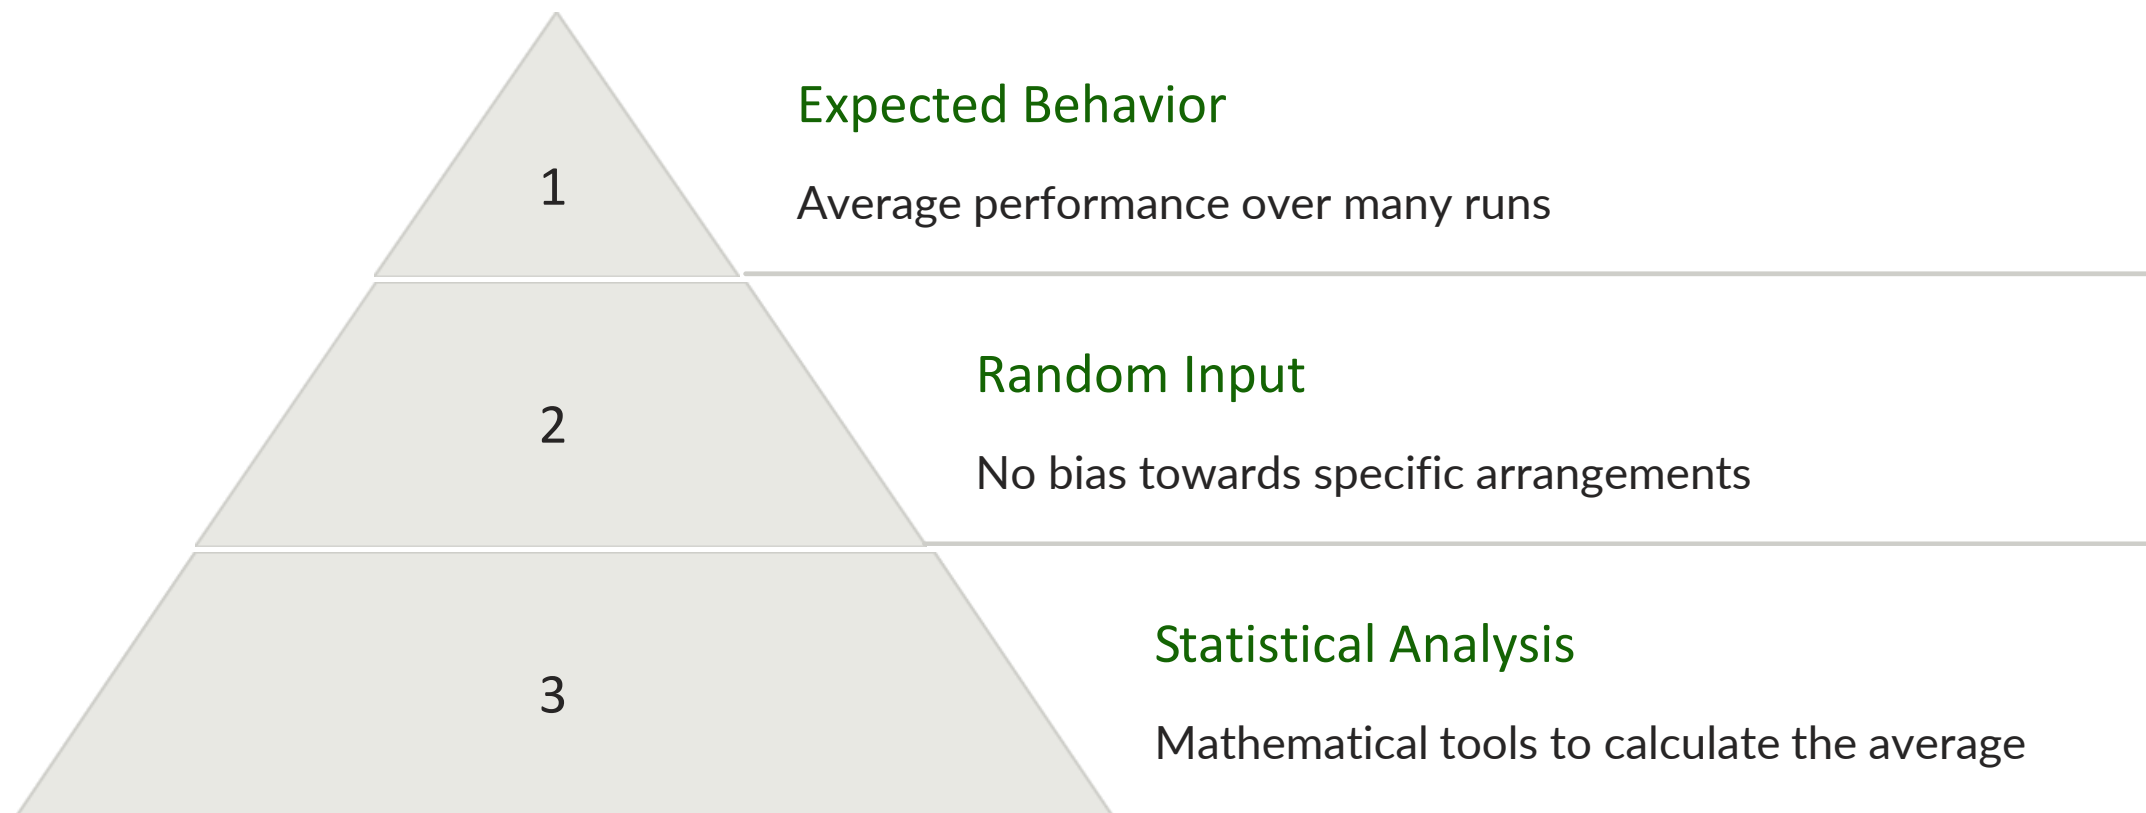 1
Expected Behavior
Average performance over many runs
2
Random Input
No bias towards specific arrangements
3
Statistical Analysis
Mathematical tools to calculate the average